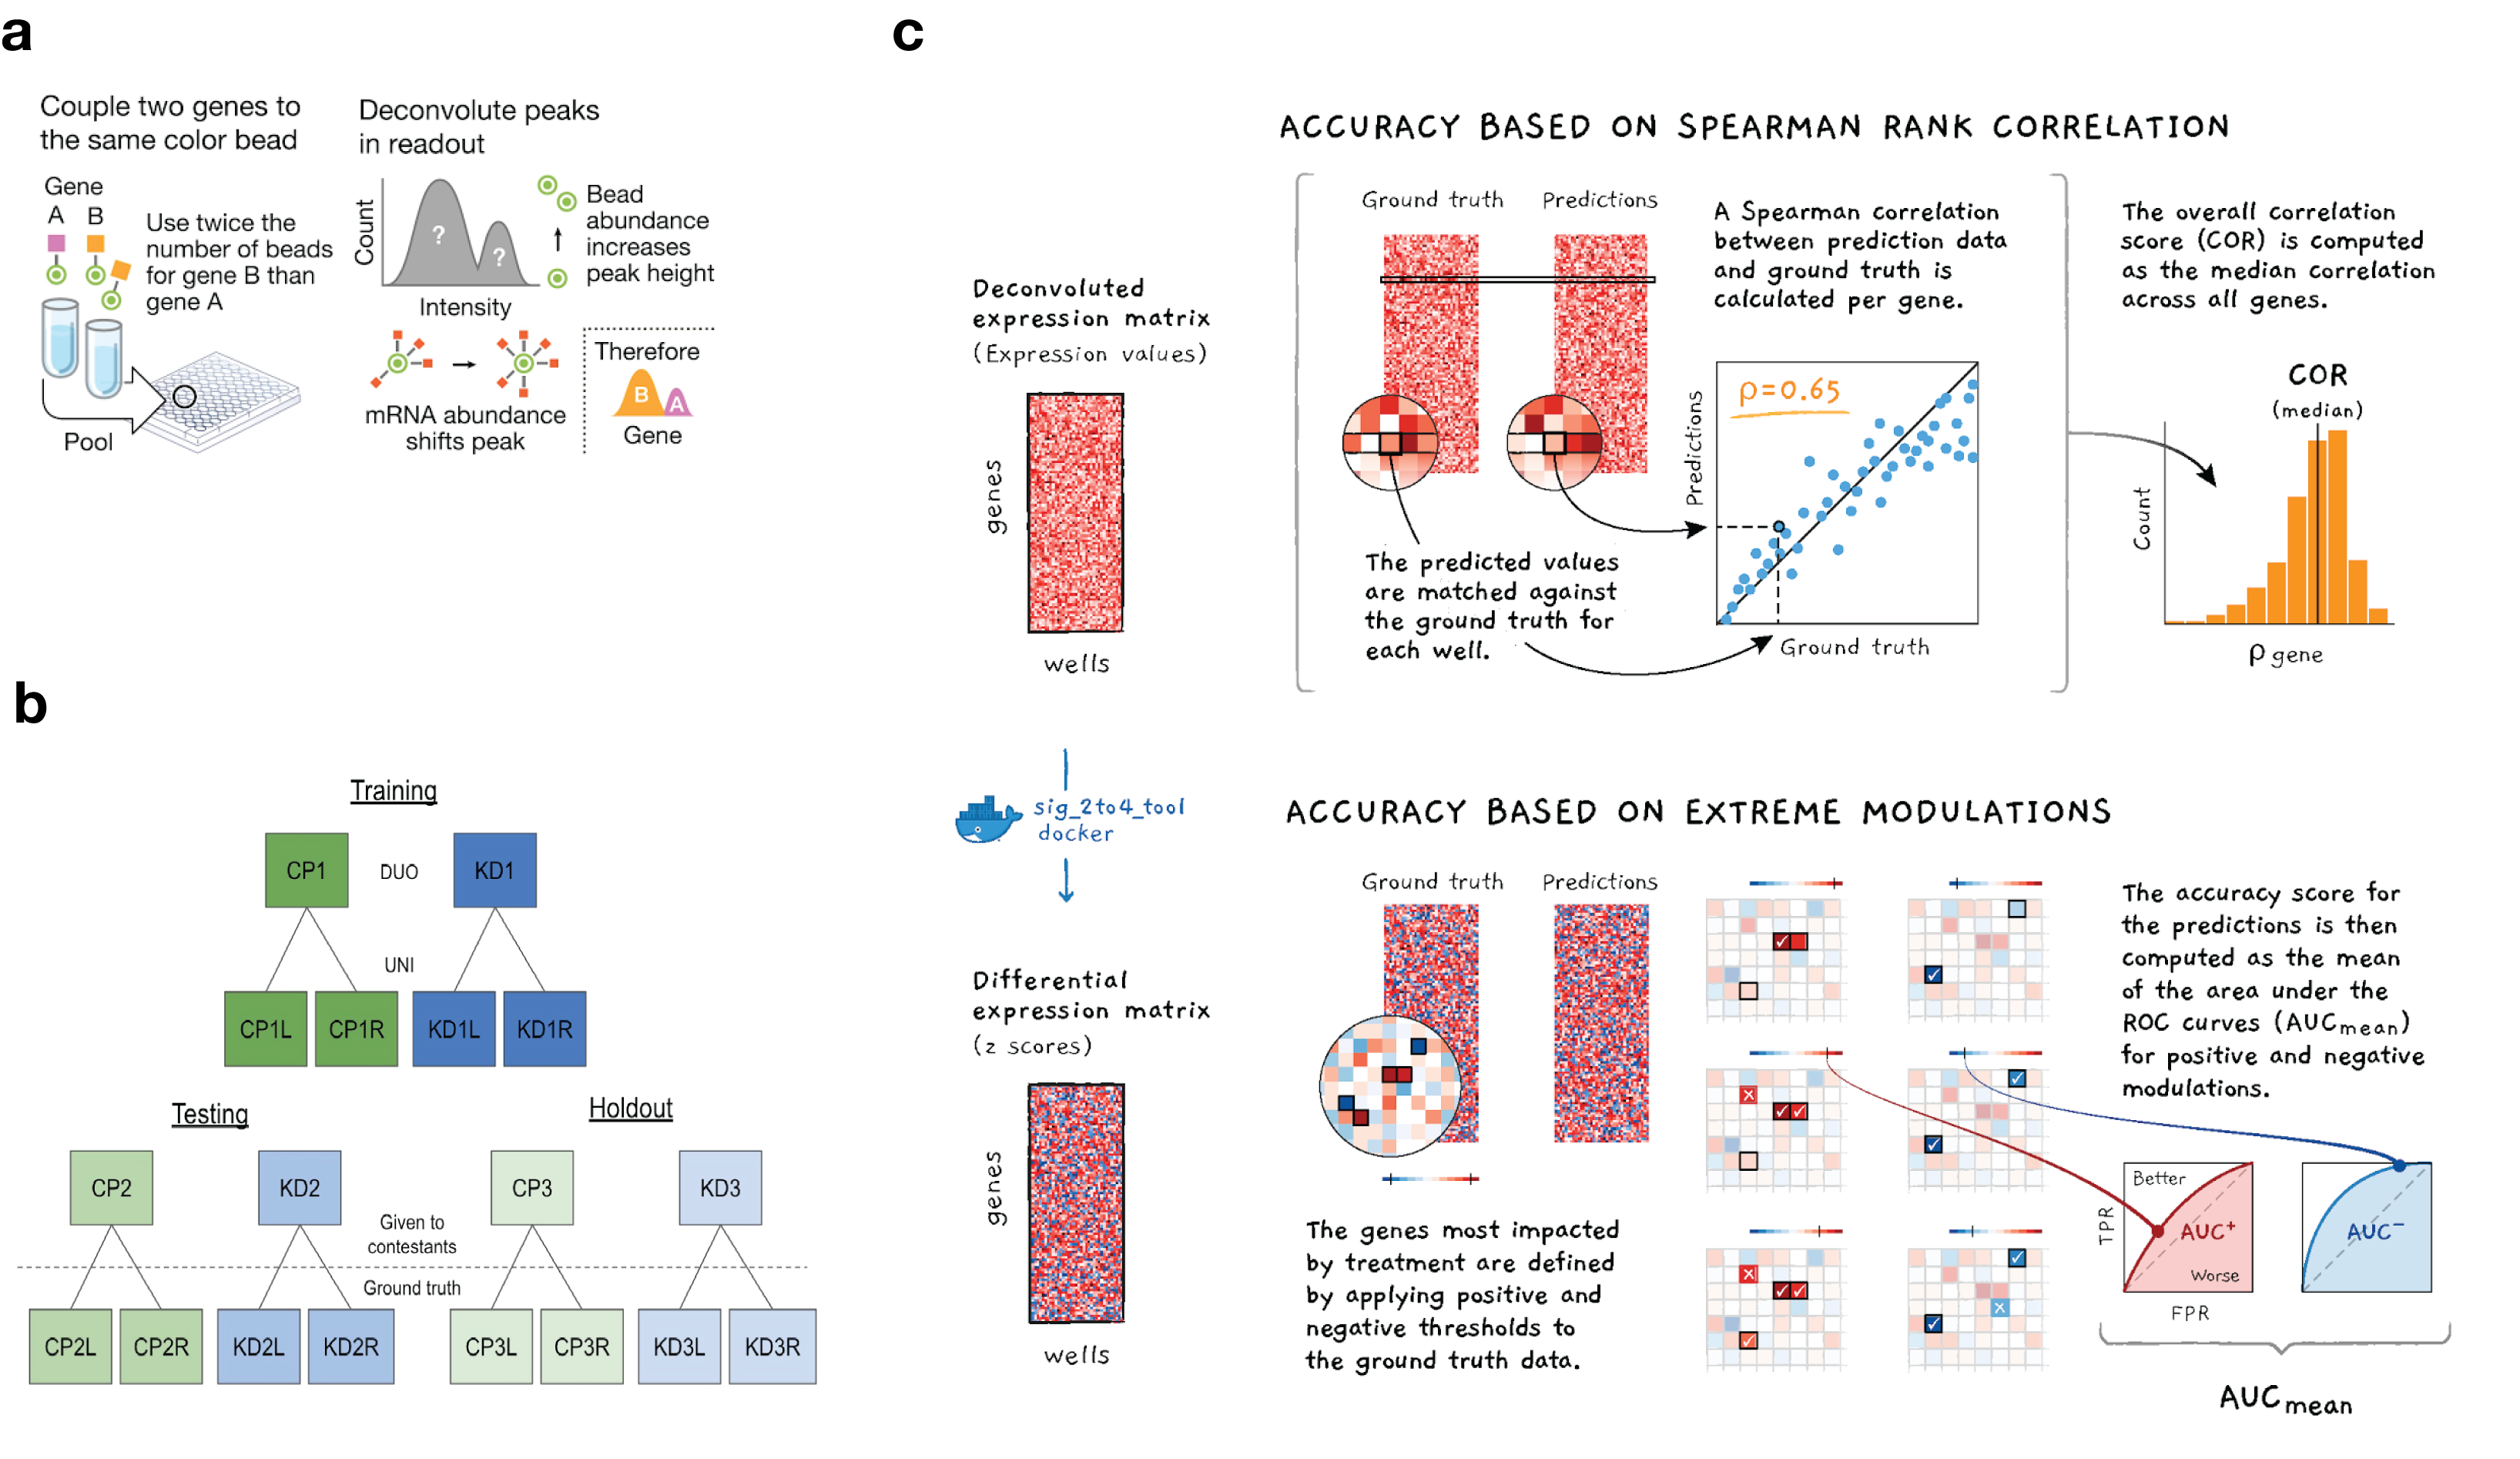 a
Couple two genes to
the same color bead
Gene
A B
Use twice the
number of beads
for gene B than
gene A
Pool
Deconvolute peaks
in readout
Count
?
?
Intensity
Bead
abundance
increases
peak height
mRNA abundance
shifts peak
Therefore
B
A
Gene
b
Training
CP1
DUO
KD1
UNI
CP1L
CP1R
KD1L
KD1R
Testing
Holdout
CP2
KD2
CP3
KD3
Given to
contestants
Ground truth
CP2L
CP2R
KD2L
KD2R
CP3L
CP3R
KD3L
KD3R
c
ACCURACY BASED ON SPEARMAN RANK CORRELATION
Deconvoluted
expression matrix
(Expression values)
genes
wells
Ground truth
Predictions
The predicted values
are matched against
the ground truth for
each well.
A Spearman correlation
between prediction data
and ground truth is
calculated per gene.
ρ=0.65
Predictions
Ground truth
The overall correlation
score (COR) is computed
as the median correlation
across all genes.
COR
(median)
Count
ρ gene
sig_2to4_tool
docker
ACCURACY BASED ON EXTREME MODULATIONS
Differential
expression matrix
(z scores)
genes
wells
Ground truth
Predictions
The genes most impacted
by treatment are defined
by applying positive and
negative thresholds to
the ground truth data.
The accuracy score for
the predictions is then
computed as the mean
of the area under the
ROC curves (AUCmean)
for positive and negative
modulations.
Better
TPR
AUC+
Worse
FPR
AUC−
AUCmean